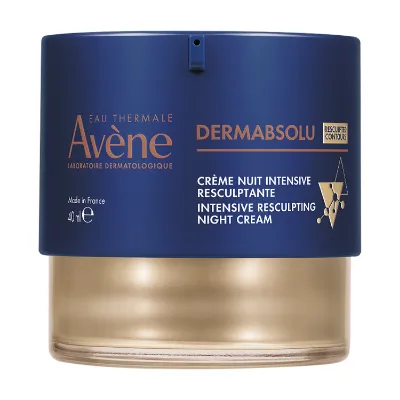 EAU THERMALE
Avène
LABORATOIRE DERMATOLOGIQUE
DERMABSOLU
RESCULPTER
CONTOURS
CRÈME NUIT INTENSIVE
RESCULPTANTE
INTENSIVE RESCULPTING
NIGHT CREAM
Made in France
40 ml e